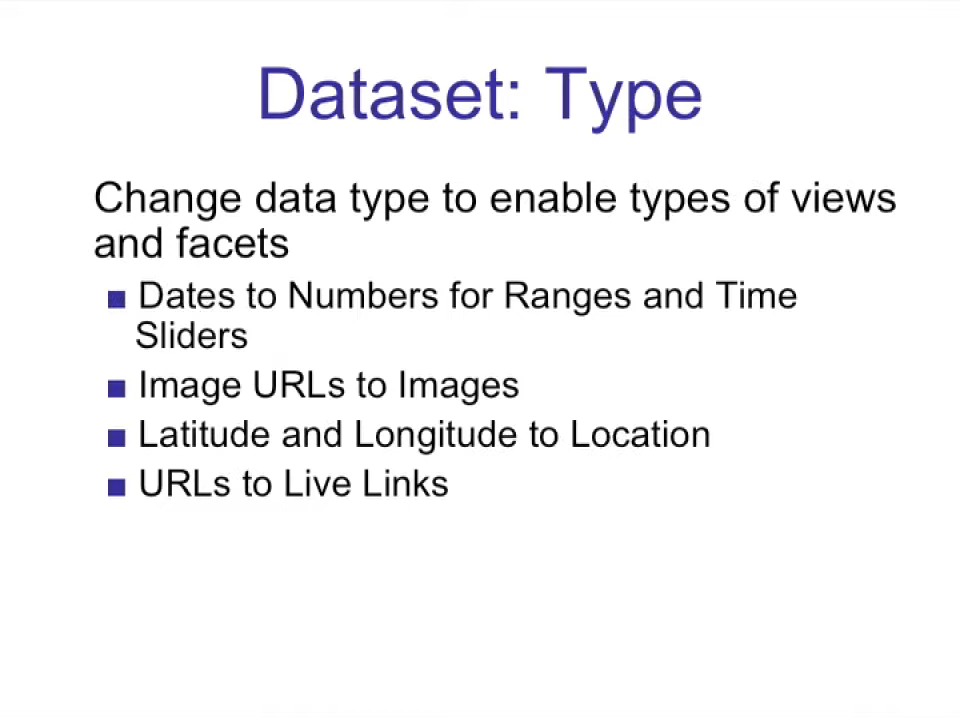 Dataset: Type
Change data type to enable types of views
and facets
■ Dates to Numbers for Ranges and Time
Sliders
■ Image URLs to Images
■ Latitude and Longitude to Location
■ URLs to Live Links